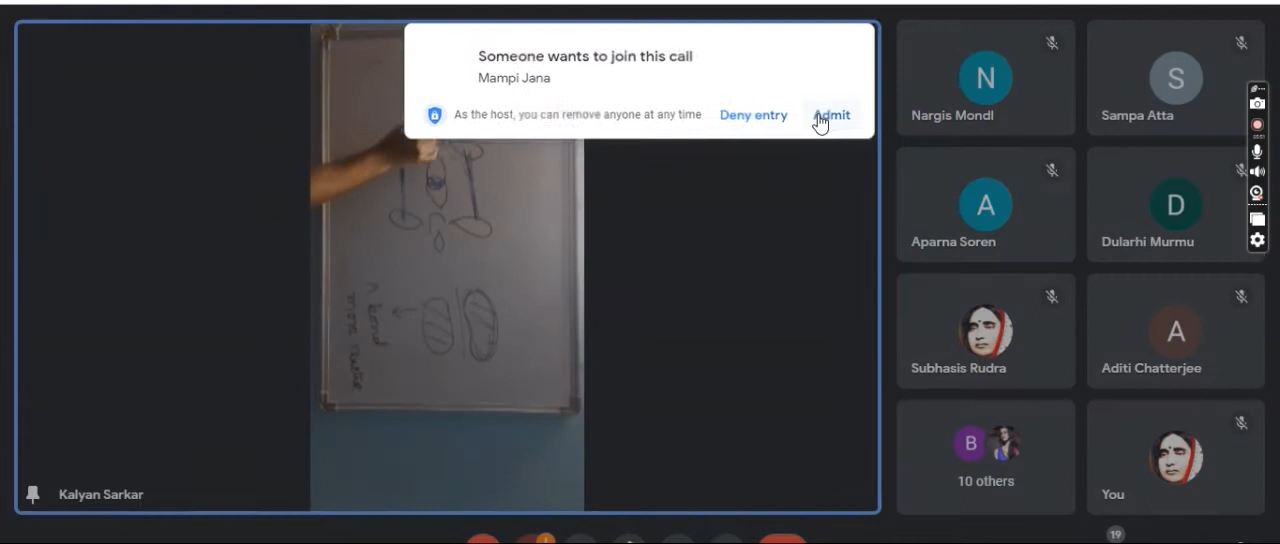 Someone wants to join this call
Mampi Jana
As the host, you can remove anyone at any time
Deny entry
Admit
N
Nargis Mondl
S
Sampa Atta
A
Aparna Soren
D
Dularhi Murmu
Subhasis Rudra
A
Aditi Chatterjee
B
10 others
You
Kalyan Sarkar
19